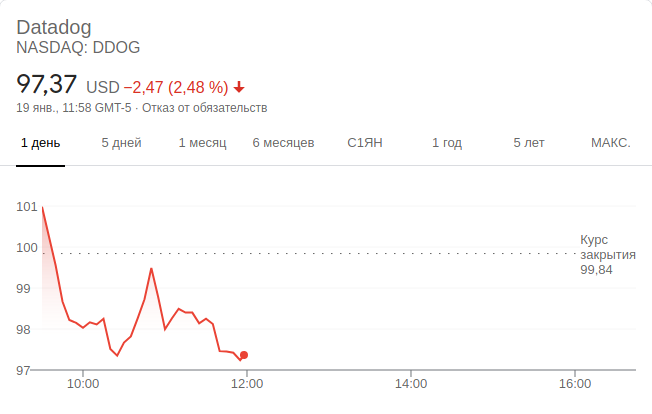 Datadog
NASDAQ: DDOG
97,37 USD −2,47 (2,48 %)
19 янв., 11:58 GMT-5 · Отказ от обязательств
1 день 5 дней 1 месяц 6 месяцев С1ЯН 1 год 5 лет МАКС.
101
100
99
98
97
Курс
закрытия
99,84
10:00 12:00 14:00 16:00